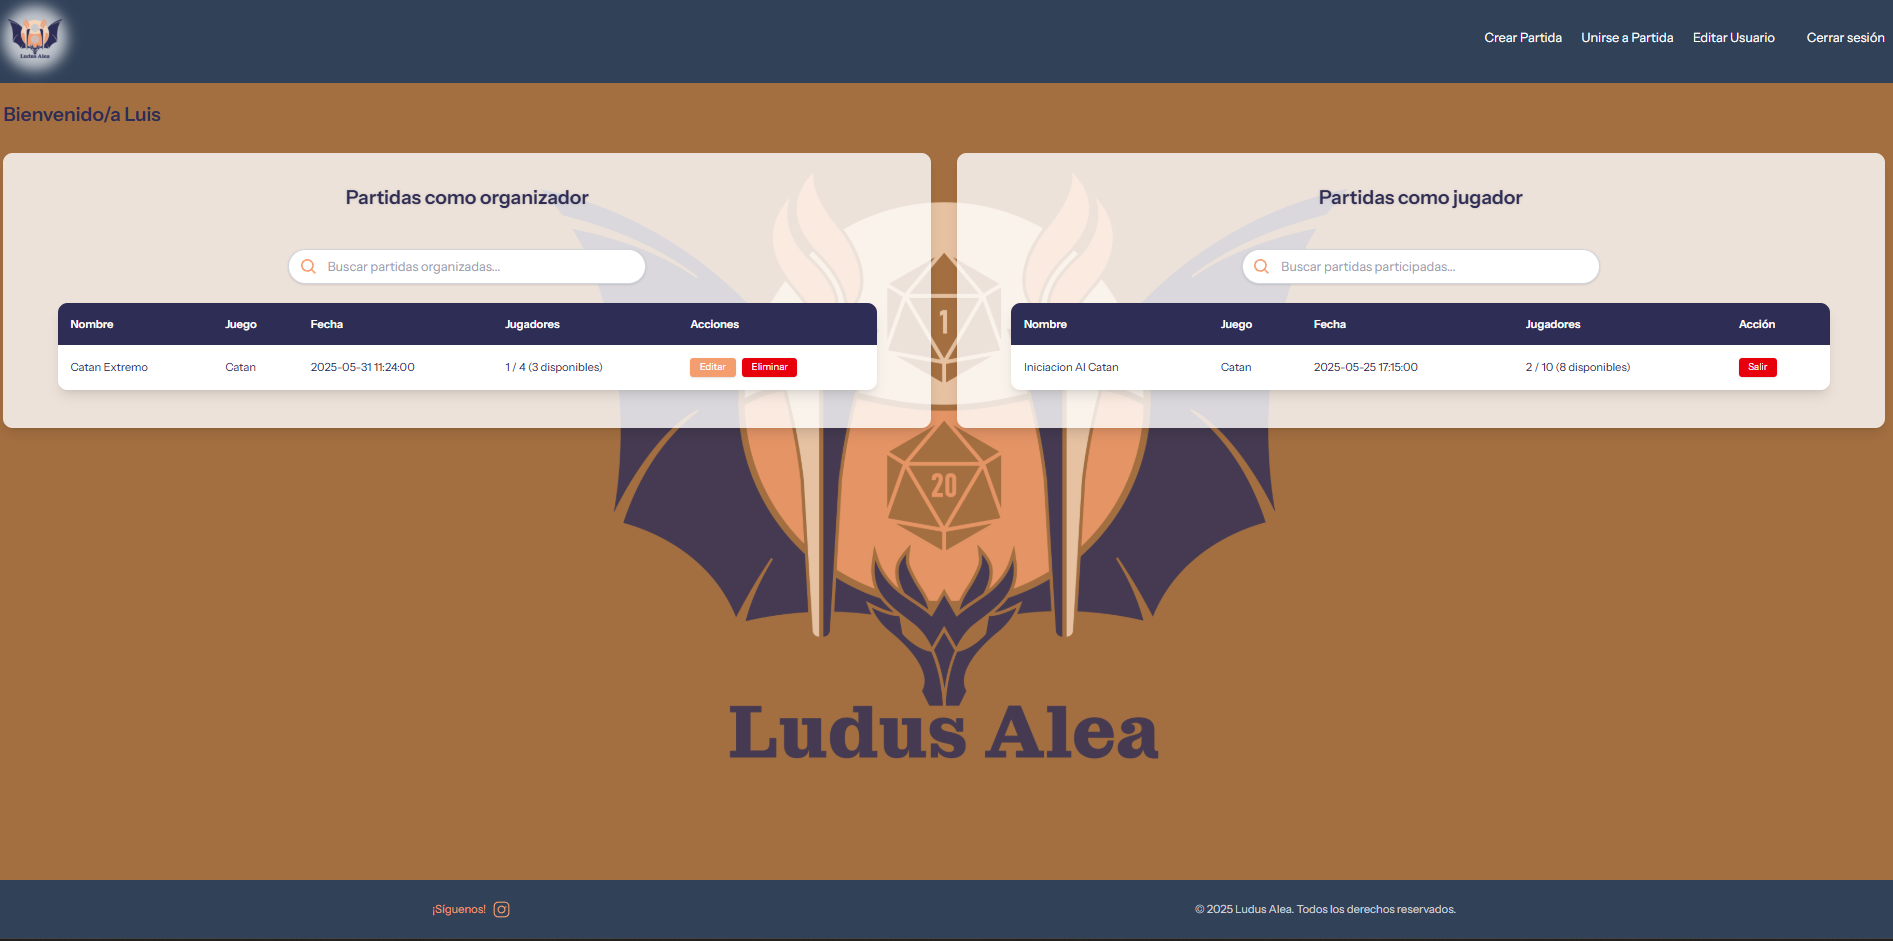 Ludus Alea
Crear Partida Unirse a Partida Editar Usuario Cerrar sesión
Bienvenido/a Luis
Partidas como organizador
Buscar partidas organizadas...
Nombre Juego Fecha Jugadores Acciones
Catan Extremo Catan 2025-05-31 11:24:00 1 / 4 (3 disponibles) Editar Eliminar
Partidas como jugador
Buscar partidas participadas...
Nombre Juego Fecha Jugadores Acción
Iniciacion Al Catan Catan 2025-05-25 17:15:00 2 / 10 (8 disponibles) Salir
1
20
Ludus Alea
¡Síguenos!
© 2025 Ludus Alea. Todos los derechos reservados.